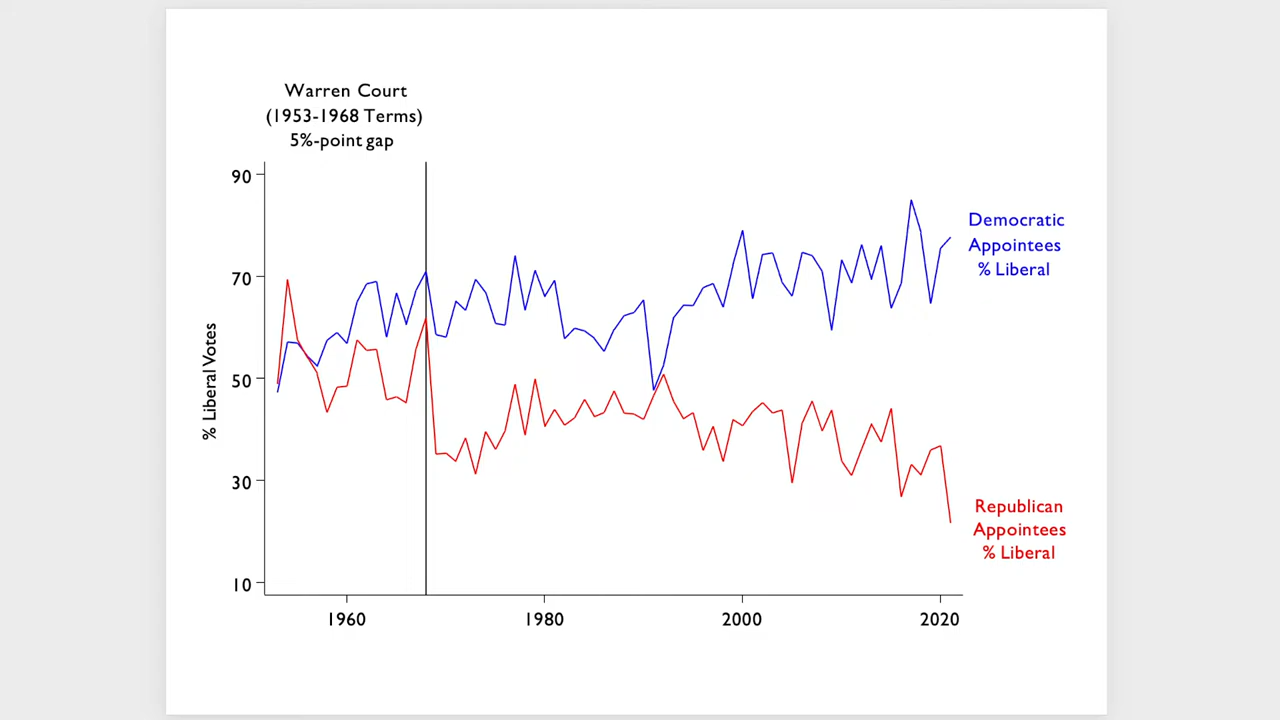 Warren Court
(1953-1968 Terms)
5%-point gap
90
70
50
30
10
% Liberal Votes
1960
1980
2000
2020
Democratic
Appointees
% Liberal
Republican
Appointees
% Liberal